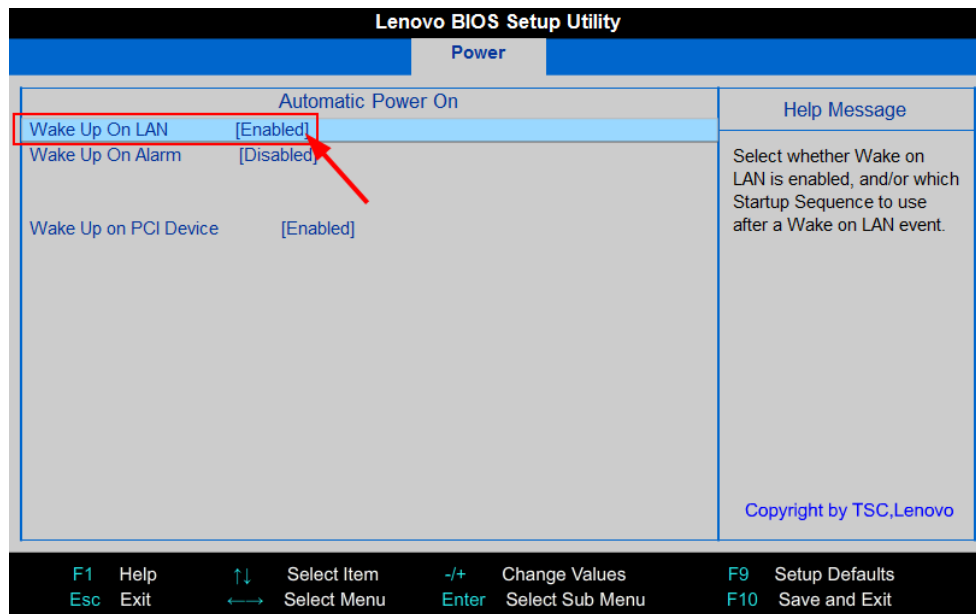 Lenovo BIOS Setup Utility
Power
Automatic Power On
Wake Up On LAN [Enabled]
Wake Up On Alarm [Disabled]
Wake Up on PCI Device [Enabled]
Help Message
Select whether Wake on
LAN is enabled, and/or which
Startup Sequence to use
after a Wake on LAN event.
Copyright by TSC,Lenovo
F1 Help ↑↓ Select Item -/+ Change Values F9 Setup Defaults
Esc Exit ←→ Select Menu Enter Select Sub Menu F10 Save and Exit